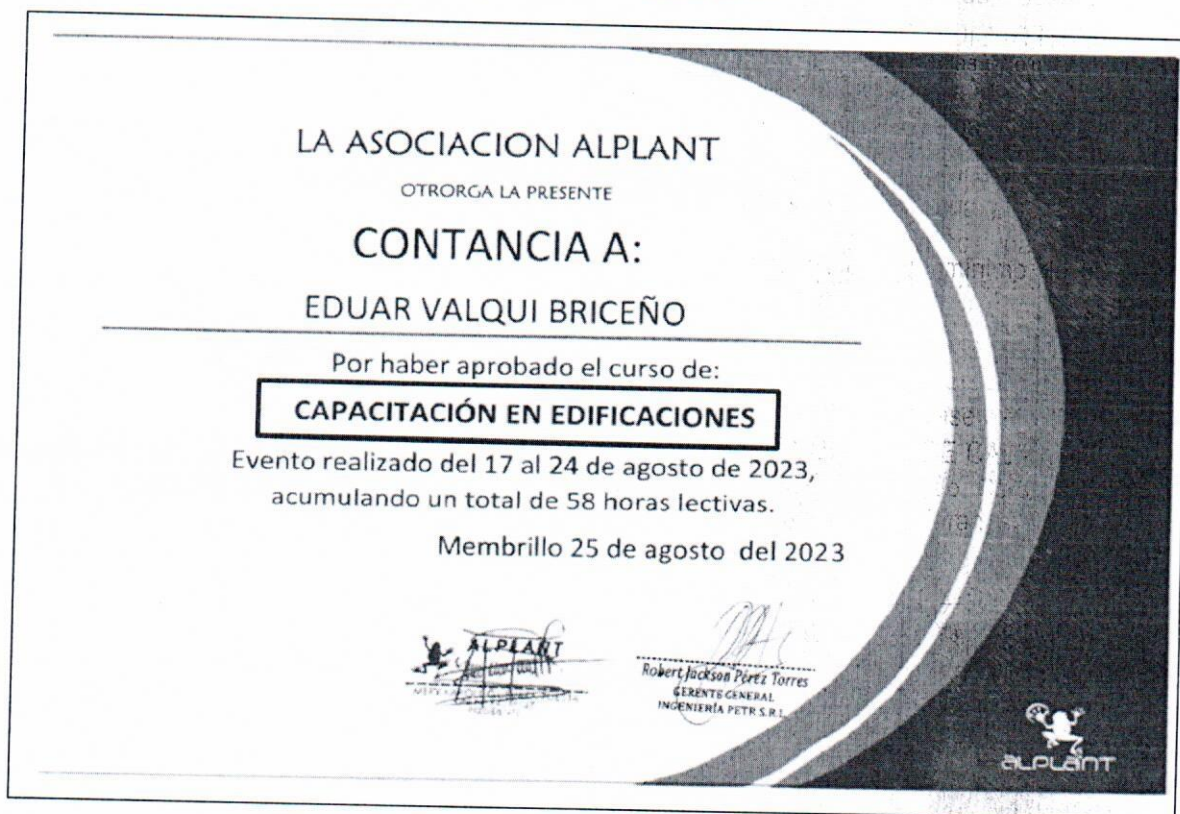 LA ASOCIACION ALPLANT
OTRORGA LA PRESENTE
CONTANCIA A:
EDUAR VALQUI BRICEÑO
Por haber aprobado el curso de:
CAPACITACIÓN EN EDIFICACIONES
Evento realizado del 17 al 24 de agosto de 2023,
acumulando un total de 58 horas lectivas.
Membrillo 25 de agosto del 2023
ALPLANT
Robert Jackson Pérez Torres
GERENTE GENERAL
INGENIERÍA PETR S.R.L.
ALPLANT